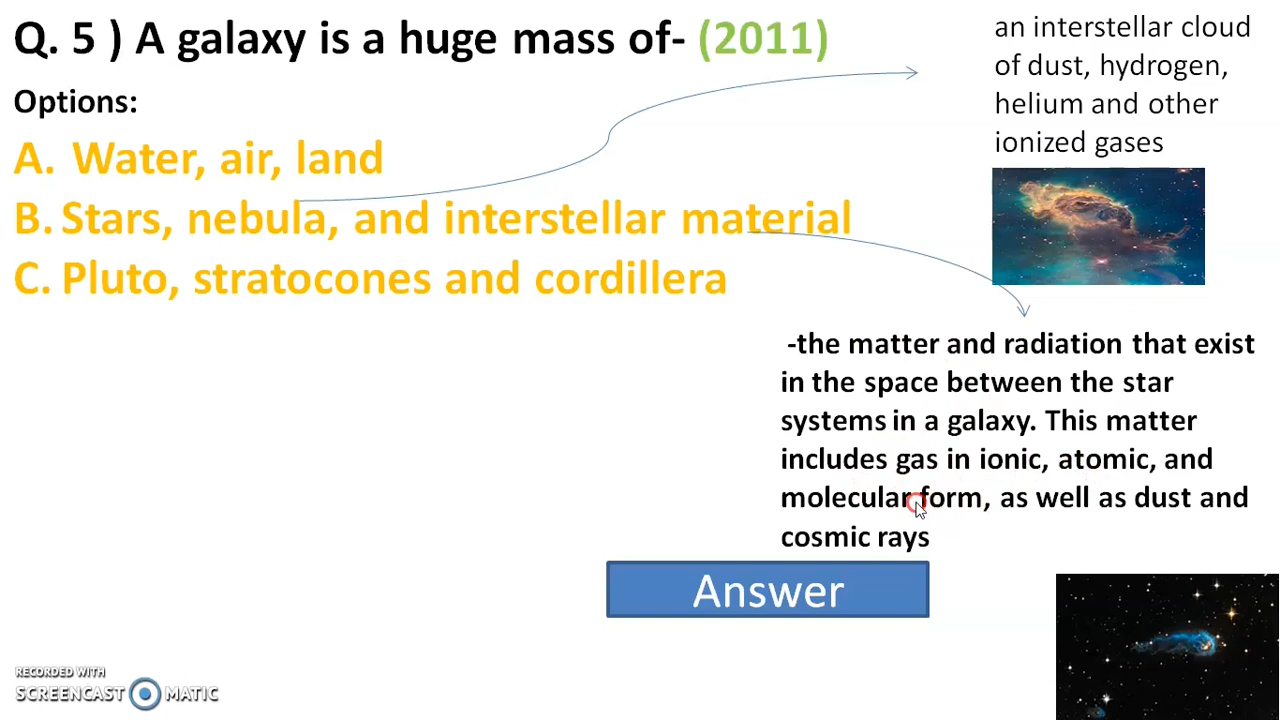 Q. 5 ) A galaxy is a huge mass of- (2011)
Options:
A. Water, air, land
B. Stars, nebula, and interstellar material
C. Pluto, stratocones and cordillera
an interstellar cloud
of dust, hydrogen,
helium and other
ionized gases
-the matter and radiation that exist
in the space between the star
systems in a galaxy. This matter
includes gas in ionic, atomic, and
molecular form, as well as dust and
cosmic rays
Answer
RECORDED WITH
SCREENCAST MATIC